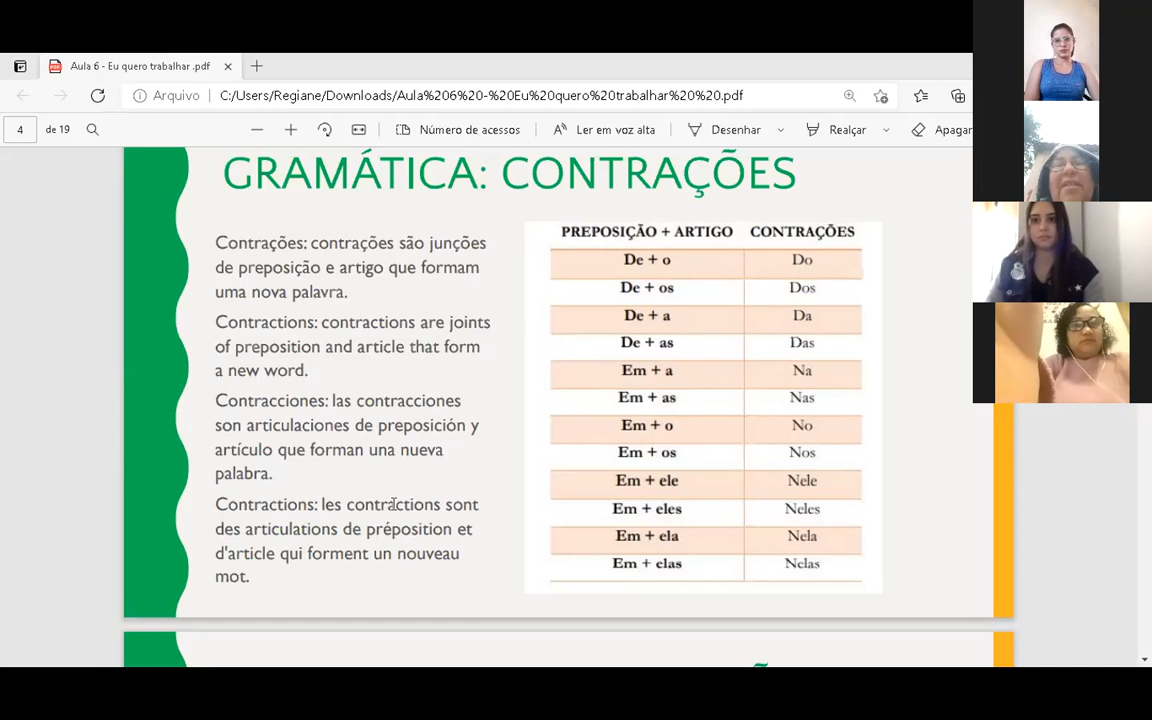 Aula 6 - Eu quero trabalhar .pdf
Arquivo C:/Users/Regiane/Downloads/Aula%206%20-%20Eu%20quero%20trabalhar%20%20.pdf
4 de 19 Número de acessos Ler em voz alta Desenhar Realçar Apagar
GRAMÁTICA: CONTRAÇÕES
Contrações: contrações são junções
de preposição e artigo que formam
uma nova palavra.
Contractions: contractions are joints
of preposition and article that form
a new word.
Contracciones: las contracciones
son articulaciones de preposición y
artículo que forman una nueva
palabra.
Contractions: les contractions sont
des articulations de préposition et
d'article qui forment un nouveau
mot.
PREPOSIÇÃO + ARTIGO CONTRAÇÕES
De + o Do
De + os Dos
De + a Da
De + as Das
Em + a Na
Em + as Nas
Em + o No
Em + os Nos
Em + ele Nele
Em + eles Neles
Em + ela Nela
Em + elas Nelas